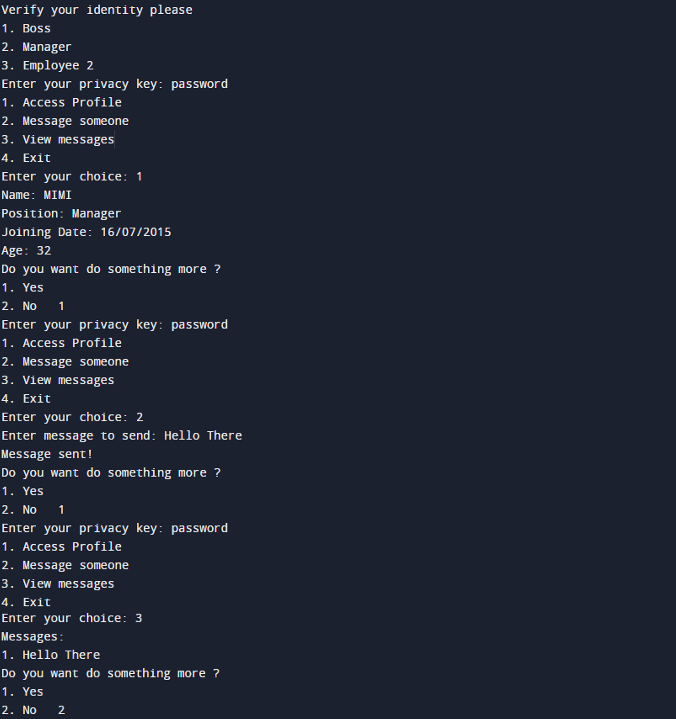 Verify your identity please
1. Boss
2. Manager
3. Employee 2
Enter your privacy key: password
1. Access Profile
2. Message someone
3. View messages
4. Exit
Enter your choice: 1
Name: MIMI
Position: Manager
Joining Date: 16/07/2015
Age: 32
Do you want do something more ?
1. Yes
2. No   1
Enter your privacy key: password
1. Access Profile
2. Message someone
3. View messages
4. Exit
Enter your choice: 2
Enter message to send: Hello There
Message sent!
Do you want do something more ?
1. Yes
2. No   1
Enter your privacy key: password
1. Access Profile
2. Message someone
3. View messages
4. Exit
Enter your choice: 3
Messages:
1. Hello There
Do you want do something more ?
1. Yes
2. No   2